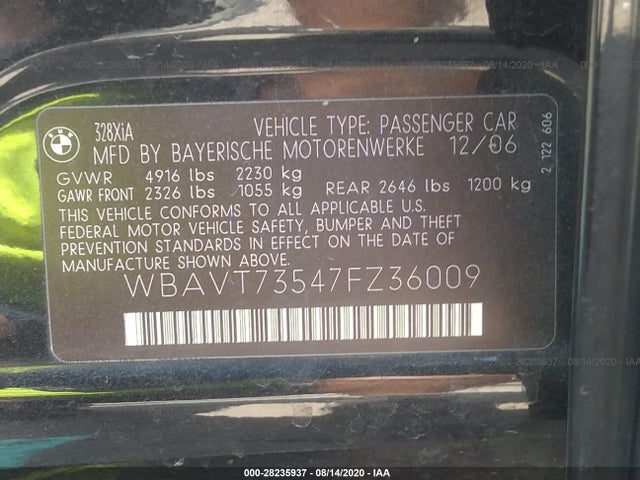 BMW
328XiA
VEHICLE TYPE: PASSENGER CAR
MFD BY BAYERISCHE MOTORENWERKE 12/06
GVWR 4916 lbs 2230 kg
GAWR FRONT 2326 lbs 1055 kg REAR 2646 lbs 1200 kg
THIS VEHICLE CONFORMS TO ALL APPLICABLE U.S.
FEDERAL MOTOR VEHICLE SAFETY, BUMPER AND THEFT
PREVENTION STANDARDS IN EFFECT ON THE DATE OF
MANUFACTURE SHOWN ABOVE.
WBAVT73547FZ36009
2 122 606
000-28235937 - 08/14/2020 - IAA